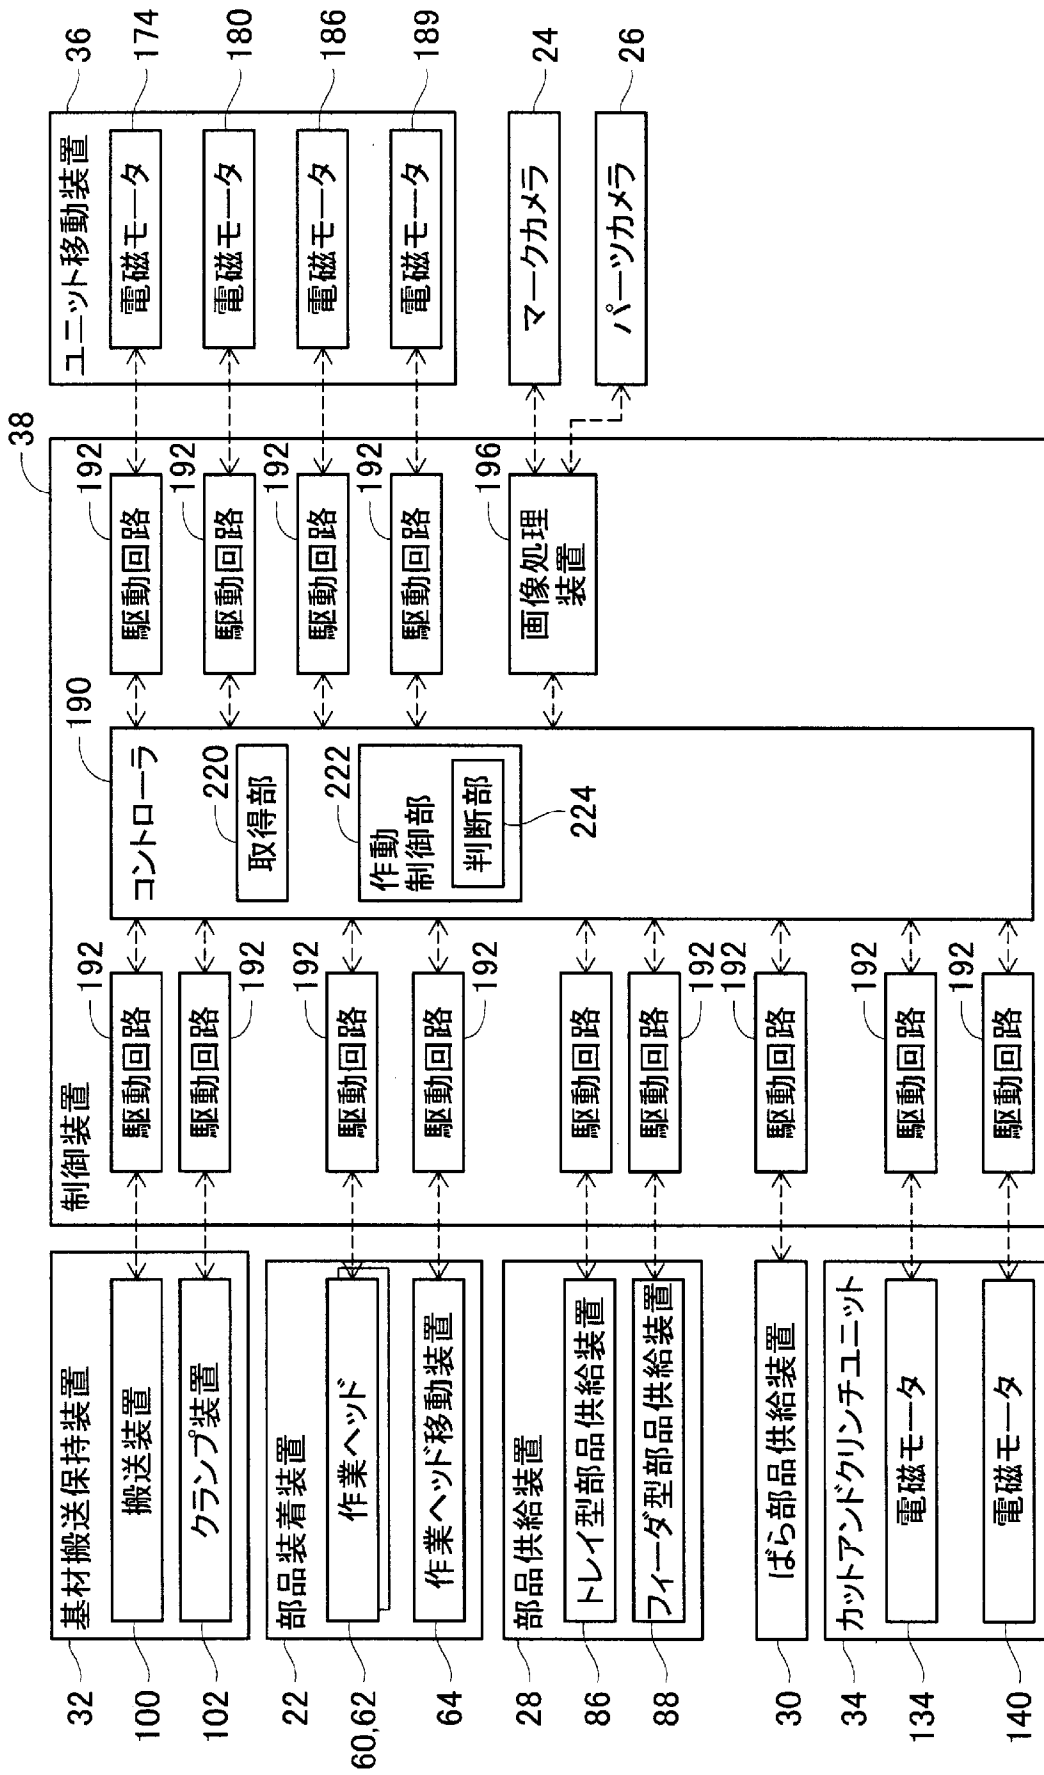 32
基材搬送保持装置
100
搬送装置
102
クランプ装置
22
部品装着装置
60,62
作業ヘッド
64
作業ヘッド移動装置
28
部品供給装置
86
トレイ型部品供給装置
88
フィーダ型部品供給装置
30
ばら部品供給装置
34
カットアンドクリンチユニット
134
電磁モータ
140
電磁モータ
38
制御装置
192
駆動回路
192
駆動回路
192
駆動回路
192
駆動回路
駆動回路
192
駆動回路
192
駆動回路
192
駆動回路
192
駆動回路
190
コントローラ
220
取得部
222
作動
制御部
判断部
224
192
駆動回路
192
駆動回路
192
駆動回路
192
駆動回路
196
画像処理
装置
36
ユニット移動装置
174
電磁モータ
180
電磁モータ
186
電磁モータ
189
電磁モータ
24
マークカメラ
26
パーツカメラ